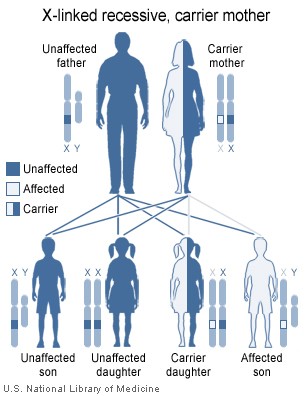 X-linked recessive, carrier mother
Unaffected
father
Carrier
mother
X Y
X X
Unaffected
Affected
Carrier
X Y
X X
X X
X Y
Unaffected
son
Unaffected
daughter
Carrier
daughter
Affected
son
U.S. National Library of Medicine